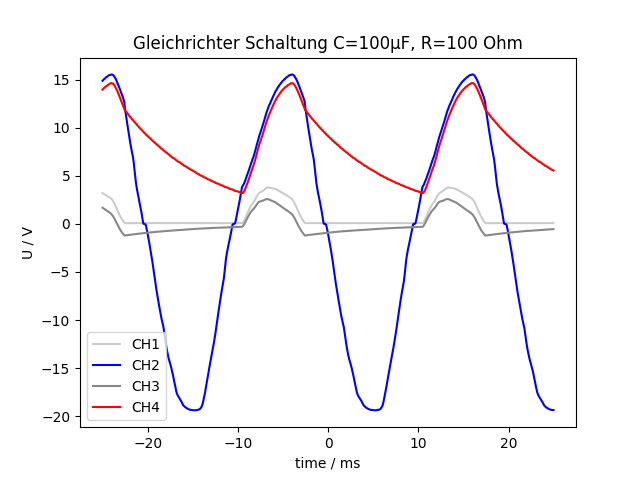 Gleichrichter Schaltung C=100µF, R=100 Ohm
15
10
5
0
−5
−10
−15
−20
U / V
CH1
CH2
CH3
CH4
−20
−10
0
10
20
time / ms